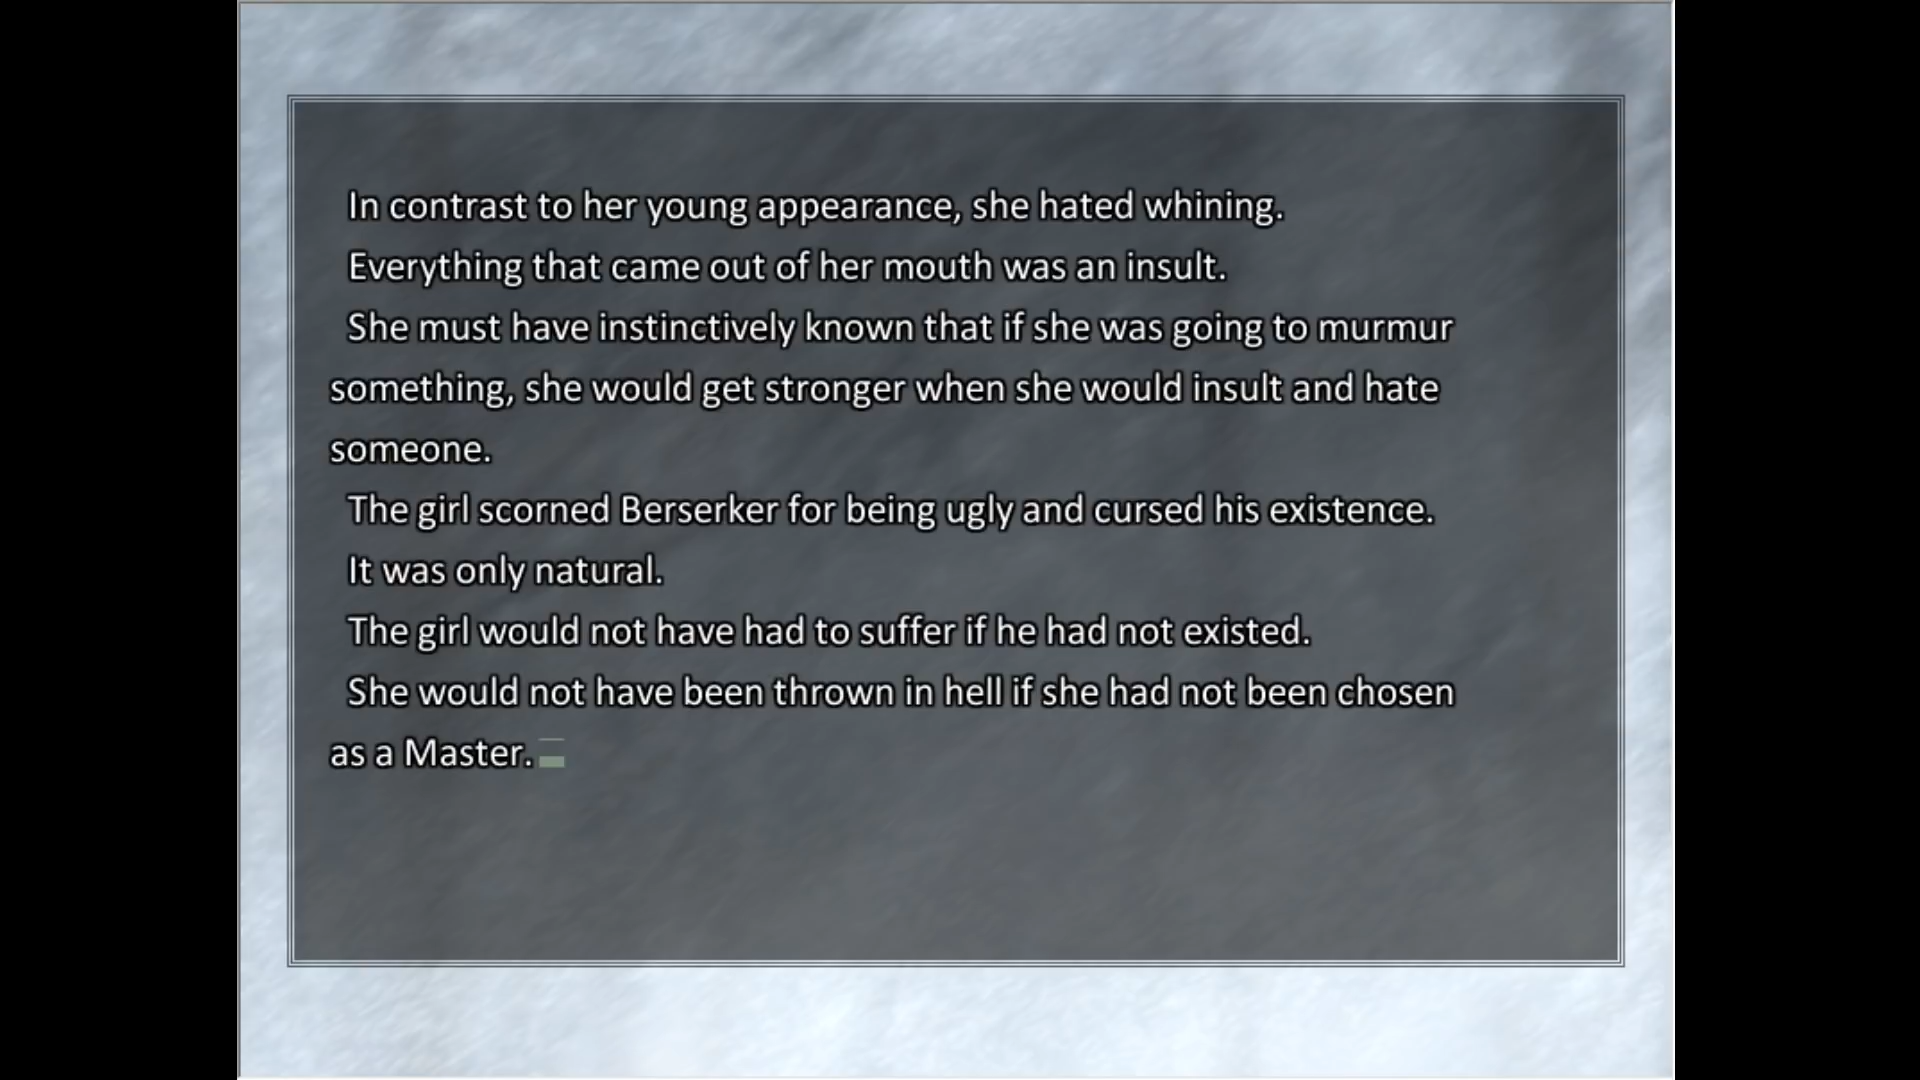 In contrast to her young appearance, she hated whining.
Everything that came out of her mouth was an insult.
She must have instinctively known that if she was going to murmur
something, she would get stronger when she would insult and hate
someone.
The girl scorned Berserker for being ugly and cursed his existence.
It was only natural.
The girl would not have had to suffer if he had not existed.
She would not have been thrown in hell if she had not been chosen
as a Master.